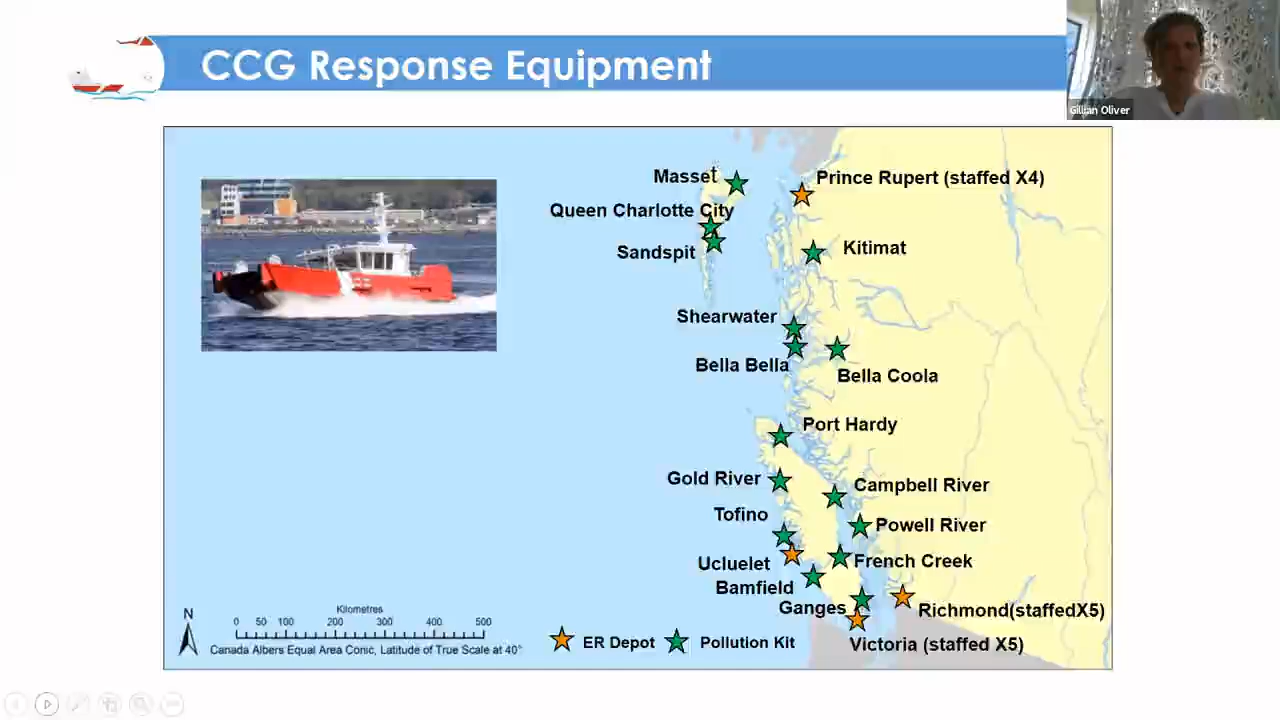 CCG Response Equipment
Gillian Oliver
Masset
Prince Rupert (staffed X4)
Queen Charlotte City
Sandspit
Kitimat
Shearwater
Bella Bella
Bella Coola
Port Hardy
Gold River
Campbell River
Tofino
Powell River
Ucluelet
French Creek
Bamfield
Ganges
Richmond(staffedX5)
Victoria (staffed X5)
N
Kilometres
0 50 100 200 300 400 500
Canada Albers Equal Area Conic, Latitude of True Scale at 40°
ER Depot
Pollution Kit